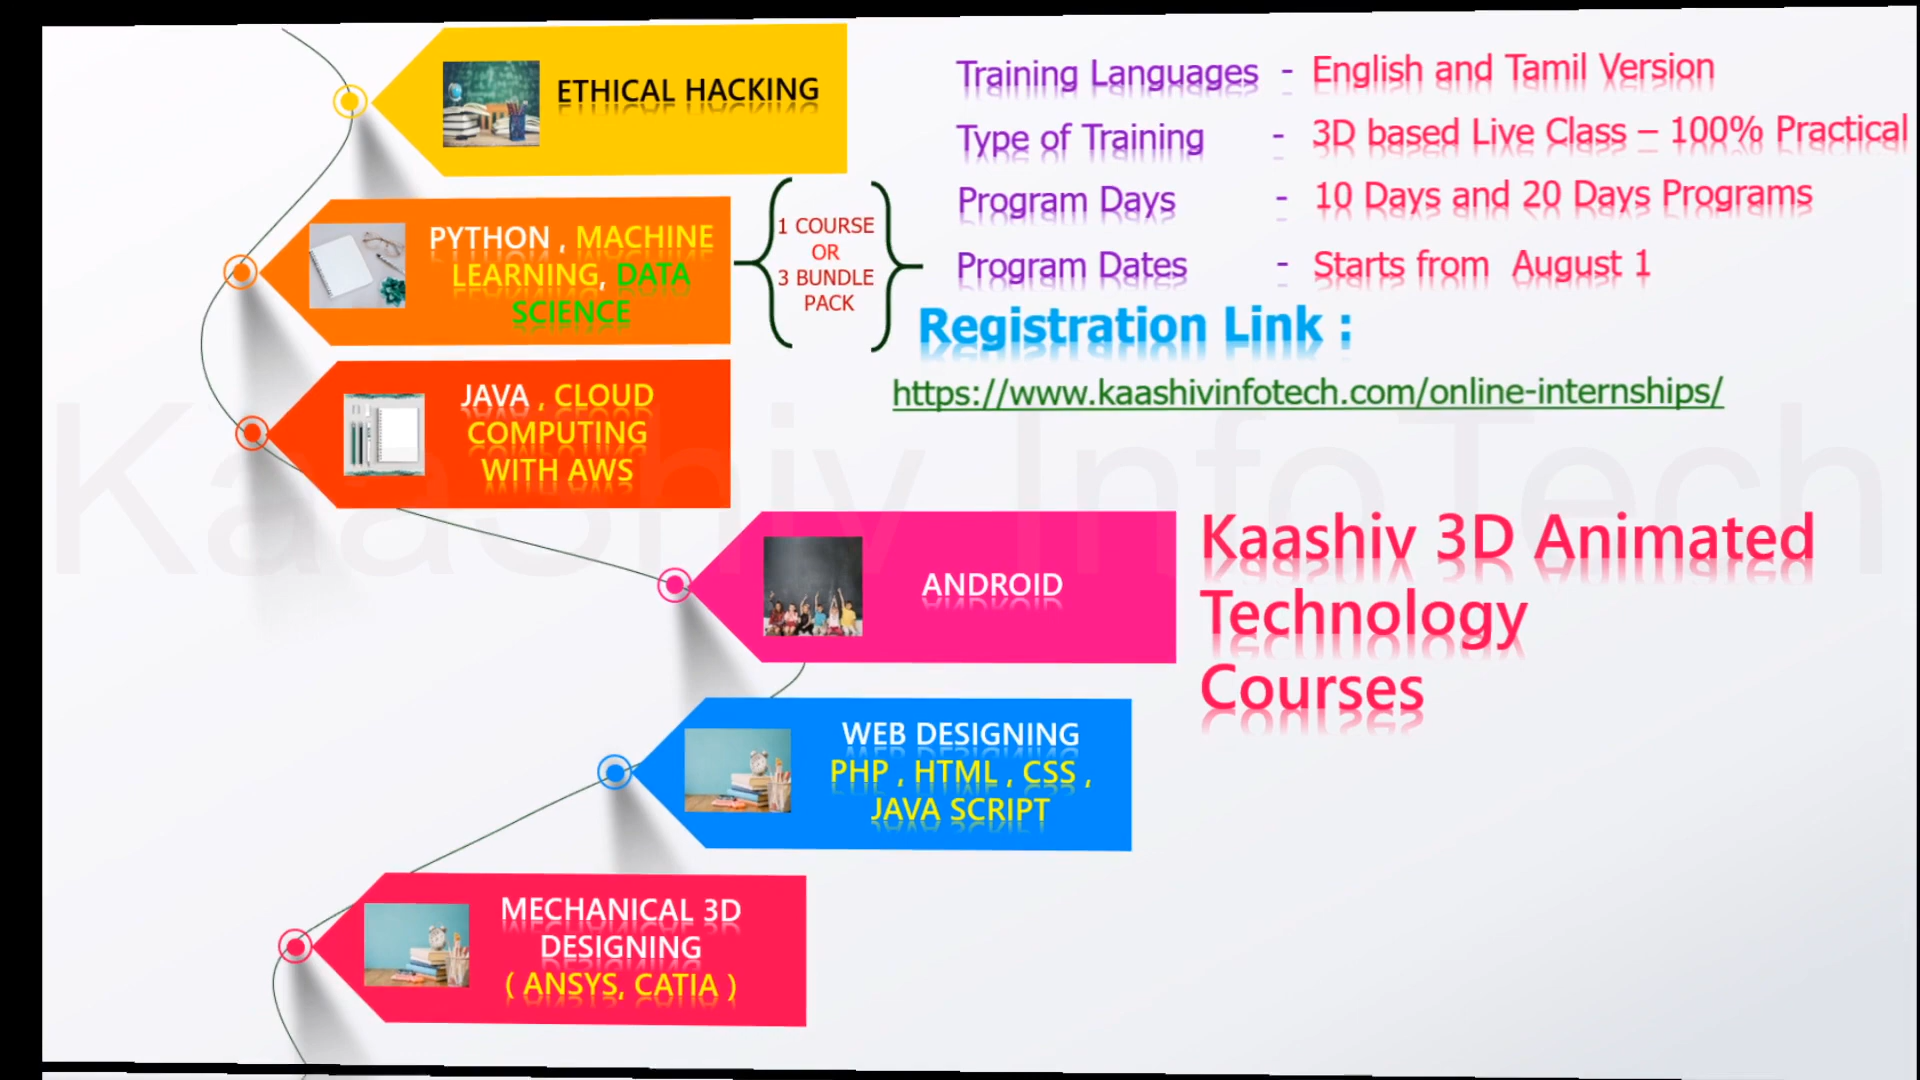 ETHICAL HACKING
Training Languages - English and Tamil Version
Type of Training - 3D based Live Class – 100% Practical
Program Days - 10 Days and 20 Days Programs
Program Dates - Starts from August 1
PYTHON , MACHINE
LEARNING, DATA
SCIENCE
1 COURSE
OR
3 BUNDLE
PACK
Registration Link :
https://www.kaashivinfotech.com/online-internships/
JAVA , CLOUD
COMPUTING
WITH AWS
Kaashiv InfoTech
ANDROID
Kaashiv 3D Animated
Technology
Courses
WEB DESIGNING
PHP , HTML , CSS ,
JAVA SCRIPT
MECHANICAL 3D
DESIGNING
( ANSYS, CATIA )